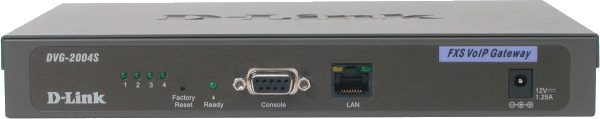 D-Link
DVG-2004S
FXS VoIP Gateway
1 2 3 4
D-Link
Factory
Reset
Ready
Console
LAN
12V
1.25A